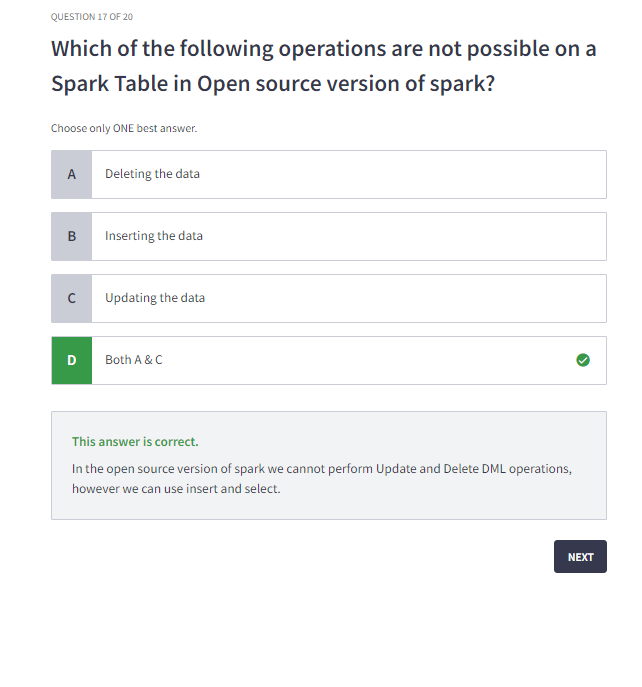 QUESTION 17 OF 20
Which of the following operations are not possible on a
Spark Table in Open source version of spark?
Choose only ONE best answer.
A Deleting the data
B Inserting the data
C Updating the data
D Both A & C
This answer is correct.
In the open source version of spark we cannot perform Update and Delete DML operations,
however we can use insert and select.
NEXT